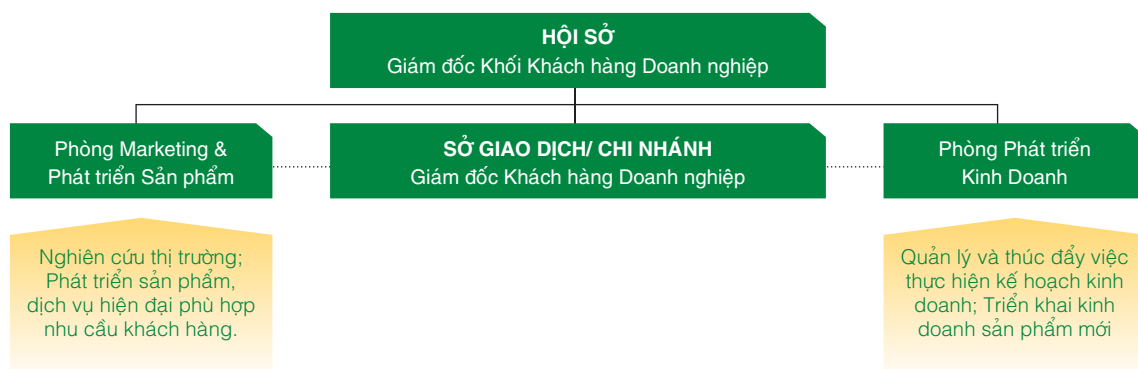 HỘI SỞ
Giám đốc Khối Khách hàng Doanh nghiệp
Phòng Marketing &
Phát triển Sản phẩm
SỞ GIAO DỊCH/ CHI NHÁNH
Giám đốc Khách hàng Doanh nghiệp
Phòng Phát triển
Kinh Doanh
Nghiên cứu thị trường;
Phát triển sản phẩm,
dịch vụ hiện đại phù hợp
nhu cầu khách hàng.
Quản lý và thúc đẩy việc
thực hiện kế hoạch kinh
doanh; Triển khai kinh
doanh sản phẩm mới